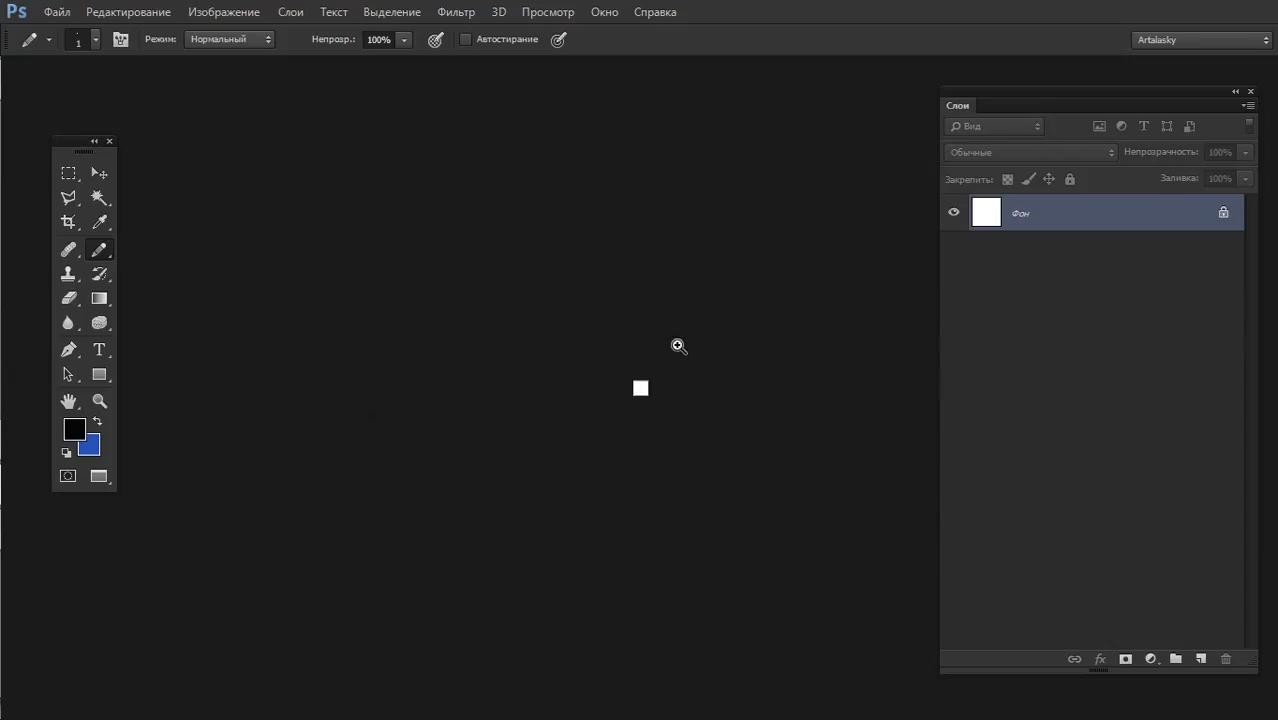 Ps Файл Редактирование Изображение Слои Текст Выделение Фильтр 3D Просмотр Окно Справка
1 Режим: Нормальный Непрозр.: 100% Автостирание Artalasky
Слои
Вид
Обычные Непрозрачность: 100%
Закрепить: Заливка: 100%
Фон
fx